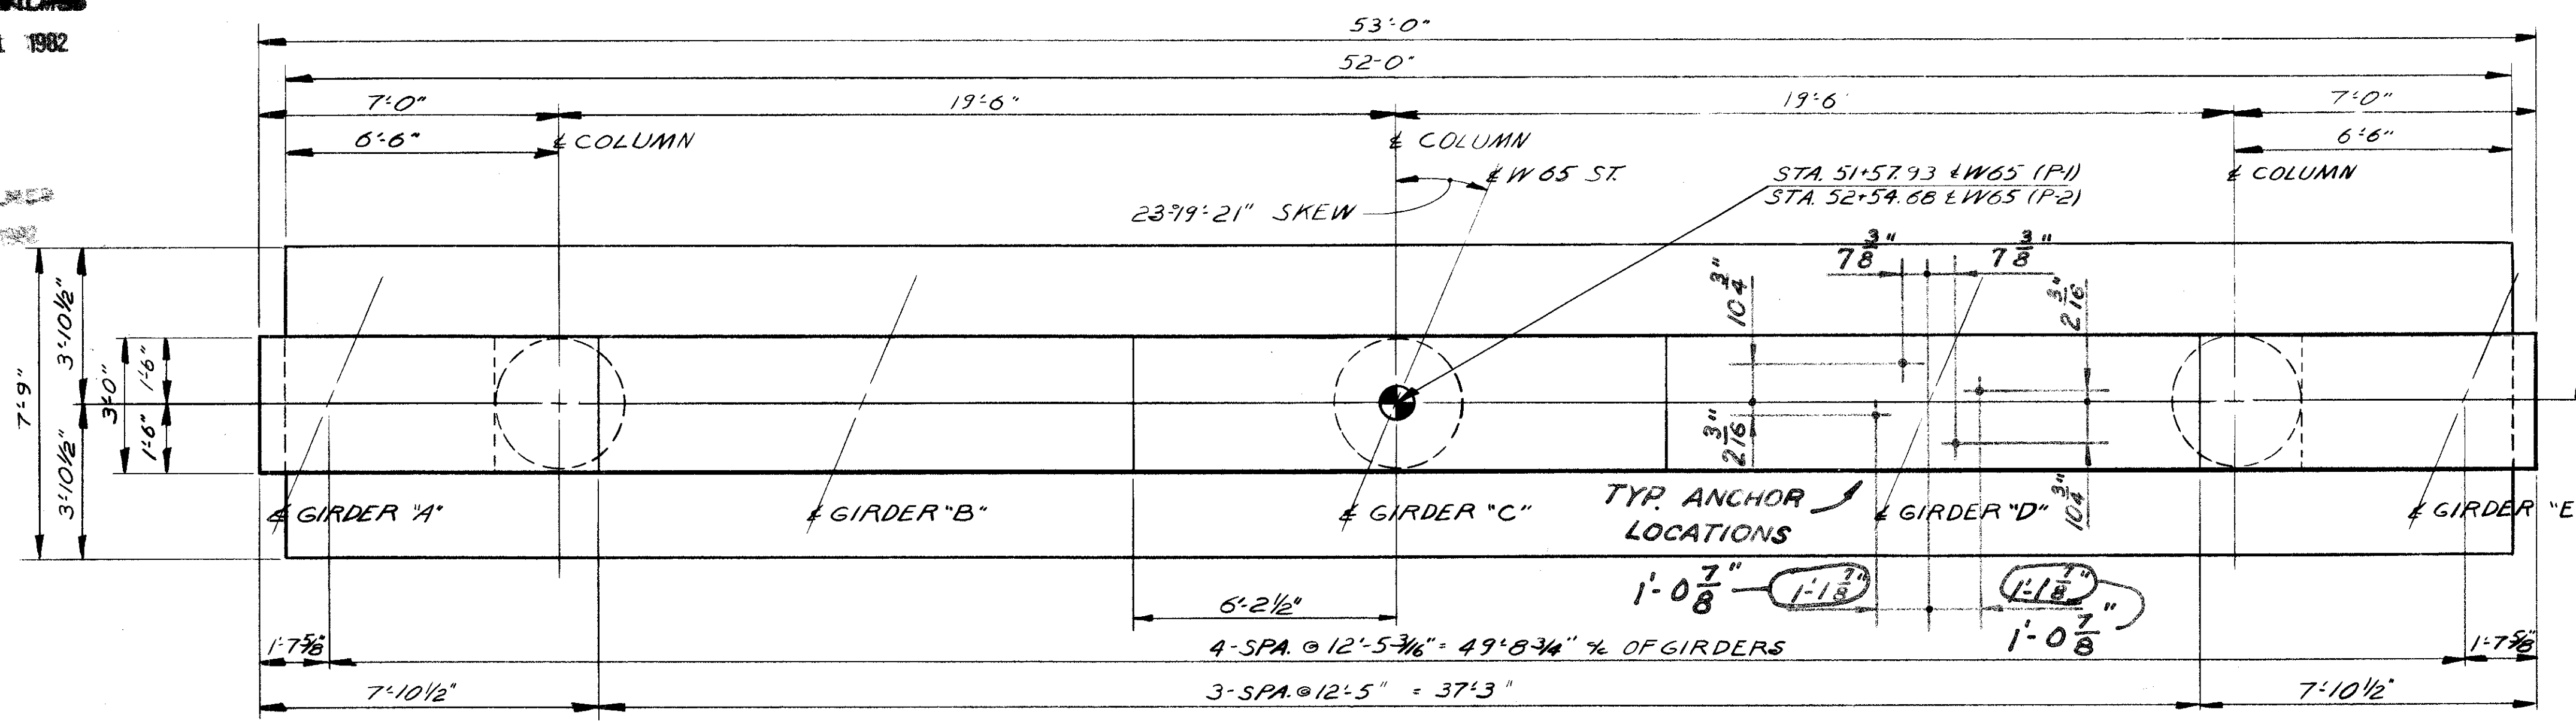 1982
53'-0"
52'-0"
7'-0" 19'-6" 19'-6 7'-0"
6'-6" ℄ COLUMN ℄ COLUMN 6'-6"
℄ COLUMN
℄ W 65 ST.
STA. 51+57.93 ℄ W65 (P-1)
STA. 52+54.68 ℄ W65 (P-2)
23°-19'-21" SKEW
7 3/8" 7 3/8"
10 3/4" 2 3/16"
7'-9" 3'-10 1/2" 3'-0" 1'-6"
3'-10 1/2" 1'-6"
2 3/16" 10 3/4"
℄ GIRDER "A" ℄ GIRDER "B" ℄ GIRDER "C" ℄ GIRDER "D" ℄ GIRDER "E
TYP. ANCHOR
LOCATIONS
1'-0 7/8" 1'-1 7/8" 1'-1 7/8"
1'-0 7/8"
6'-2 1/2"
1'-7 5/8" 4-SPA. @ 12'-5 3/16" = 49'-8 3/4" c/c OF GIRDERS 1'-7 5/8"
7'-10 1/2" 3-SPA. @ 12'-5" = 37'-3" 7'-10 1/2"